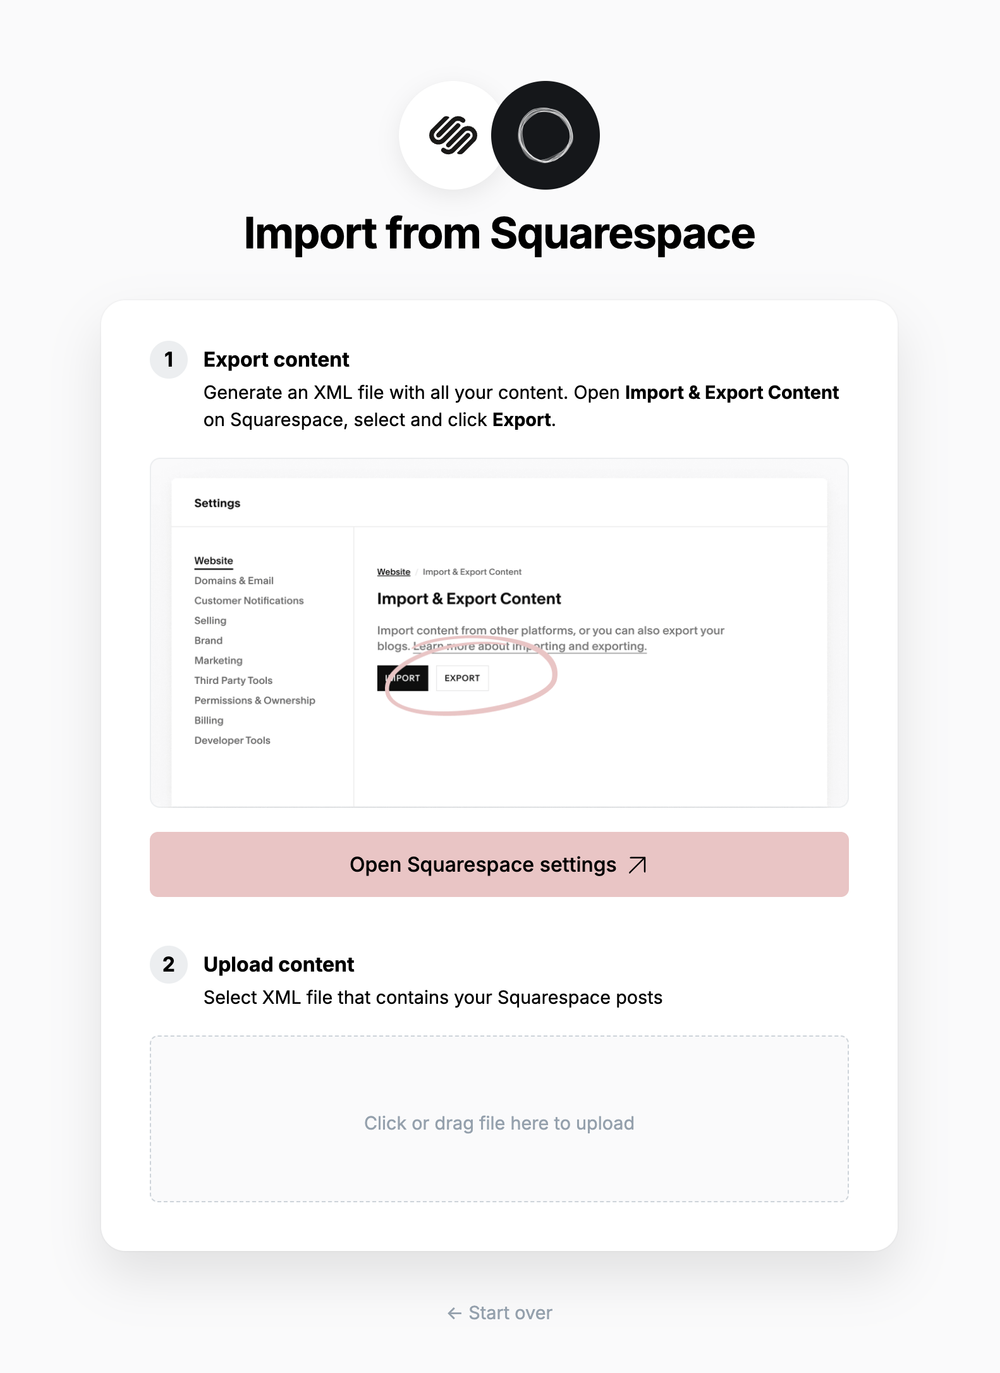 Import from Squarespace
1
Export content
Generate an XML file with all your content. Open Import & Export Content
on Squarespace, select and click Export.
Settings
Website
Domains & Email
Customer Notifications
Selling
Brand
Marketing
Third Party Tools
Permissions & Ownership
Billing
Developer Tools
Website / Import & Export Content
Import & Export Content
Import content from other platforms, or you can also export your
blogs. Learn more about importing and exporting.
IMPORT
EXPORT
Open Squarespace settings ↗
2
Upload content
Select XML file that contains your Squarespace posts
Click or drag file here to upload
← Start over